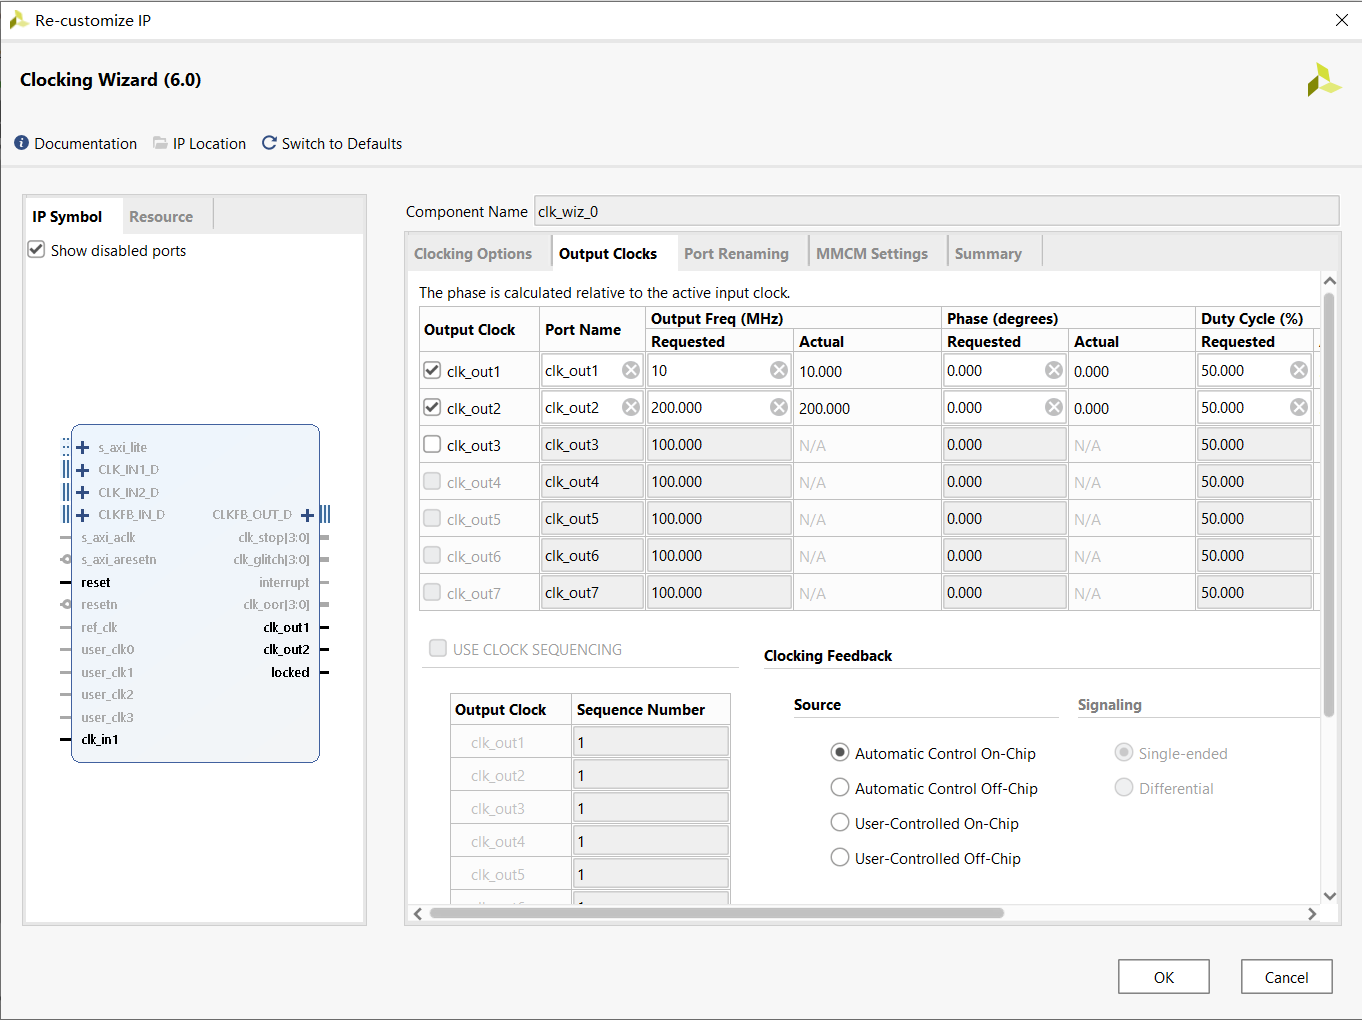 Re-customize IP
Clocking Wizard (6.0)
Documentation IP Location Switch to Defaults
IP Symbol Resource
Show disabled ports
s_axi_lite
CLK_IN1_D
CLK_IN2_D
CLKFB_IN_D CLKFB_OUT_D
s_axi_aclk clk_stop[3:0]
s_axi_aresetn clk_glitch[3:0]
reset interrupt
resetn clk_oor[3:0]
ref_clk clk_out1
user_clk0 clk_out2
user_clk1 locked
user_clk2
user_clk3
clk_in1
Component Name clk_wiz_0
Clocking Options Output Clocks Port Renaming MMCM Settings Summary
The phase is calculated relative to the active input clock.
Output Clock Port Name Output Freq (MHz) Phase (degrees) Duty Cycle (%)
Requested Actual Requested Actual Requested
clk_out1 clk_out1 10 10.000 0.000 0.000 50.000
clk_out2 clk_out2 200.000 200.000 0.000 0.000 50.000
clk_out3 clk_out3 100.000 N/A 0.000 N/A 50.000
clk_out4 clk_out4 100.000 N/A 0.000 N/A 50.000
clk_out5 clk_out5 100.000 N/A 0.000 N/A 50.000
clk_out6 clk_out6 100.000 N/A 0.000 N/A 50.000
clk_out7 clk_out7 100.000 N/A 0.000 N/A 50.000
USE CLOCK SEQUENCING
Output Clock Sequence Number
clk_out1 1
clk_out2 1
clk_out3 1
clk_out4 1
clk_out5 1
Clocking Feedback
Source Signaling
Automatic Control On-Chip Single-ended
Automatic Control Off-Chip Differential
User-Controlled On-Chip
User-Controlled Off-Chip
OK Cancel